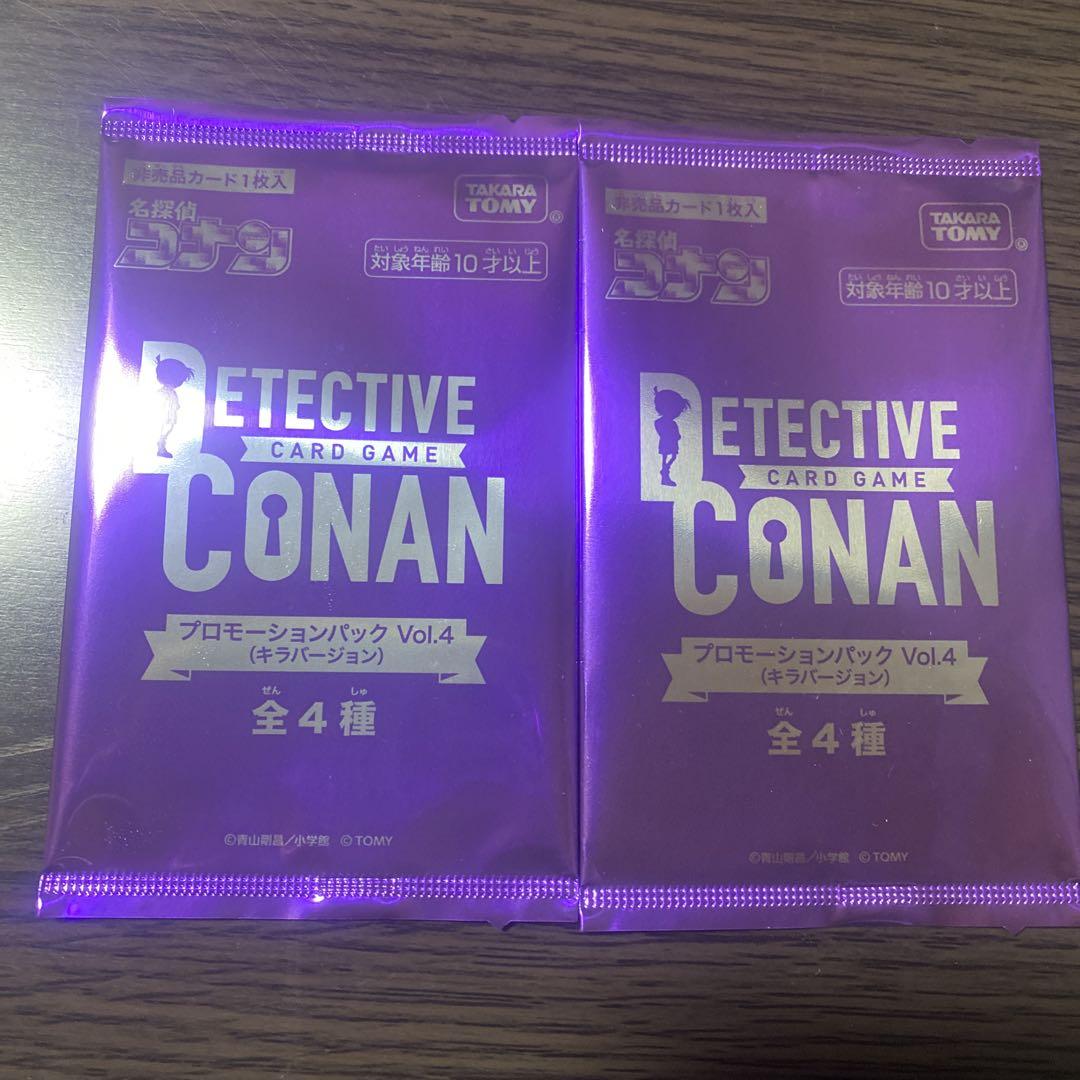 非売品カード1枚入
TAKARA
TOMY
名探偵
コナン
たいしょうねんれい さいいじょう
対象年齢10才以上
DETECTIVE
CARD GAME
CONAN
プロモーションパック Vol.4
(キラバージョン)
ぜん しゅ
全4種
©青山剛昌/小学館 © TOMY
非売品カード1枚入
TAKARA
TOMY
名探偵
コナン
たいしょうねんれい さいいじょう
対象年齢10才以上
DETECTIVE
CARD GAME
CONAN
プロモーションパック Vol.4
(キラバージョン)
ぜん しゅ
全4種
©青山剛昌/小学館 © TOMY